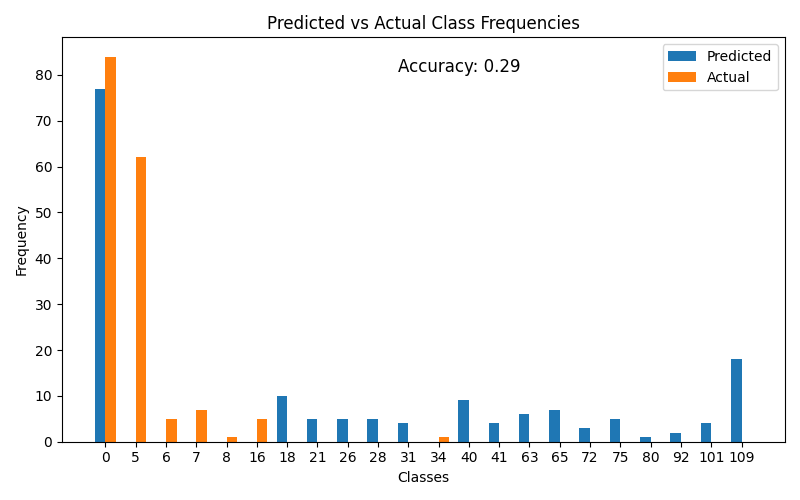 Predicted vs Actual Class Frequencies
Accuracy: 0.29
Predicted
Actual
Frequency
80
70
60
50
40
30
20
10
0
0 5 6 7 8 16 18 21 26 28 31 34 40 41 63 65 72 75 80 92 101 109
Classes